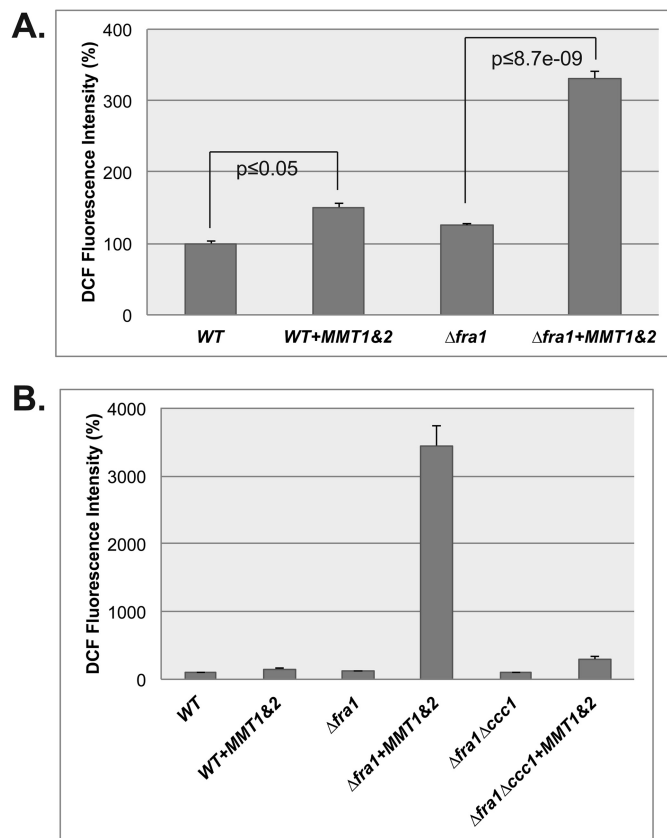 A.
DCF Fluorescence Intensity (%)
400
300
200
100
0
p≤0.05
p≤8.7e-09
WT
WT+MMT1&2
Δfra1
Δfra1+MMT1&2
B.
DCF Fluorescence Intensity (%)
4000
3000
2000
1000
0
WT
WT+MMT1&2
Δfra1
Δfra1+MMT1&2
Δfra1Δccc1
Δfra1Δccc1+MMT1&2